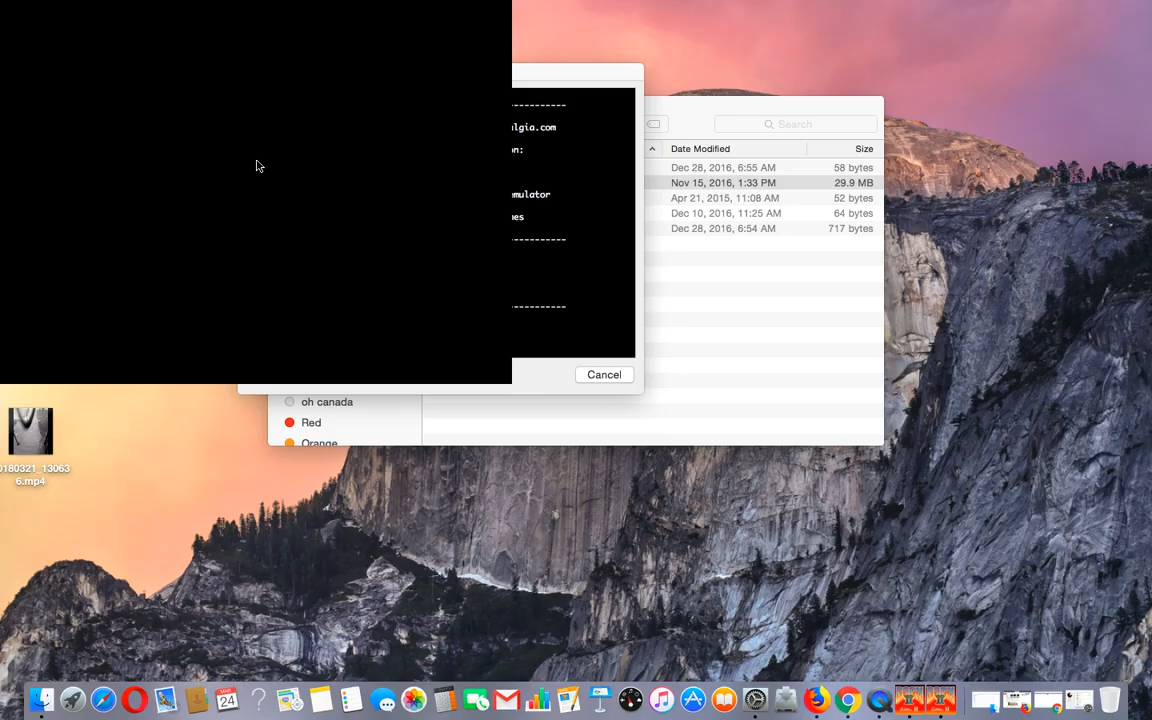 ------------
lgia.com
n:
mulator
es
------------
------------
Cancel
Search
Date Modified
Size
Dec 28, 2016, 6:55 AM
58 bytes
Nov 15, 2016, 1:33 PM
29.9 MB
Apr 21, 2015, 11:08 AM
52 bytes
Dec 10, 2016, 11:25 AM
64 bytes
Dec 28, 2016, 6:54 AM
717 bytes
oh canada
Red
Orange
0180321_13063
6.mp4
MAR
24